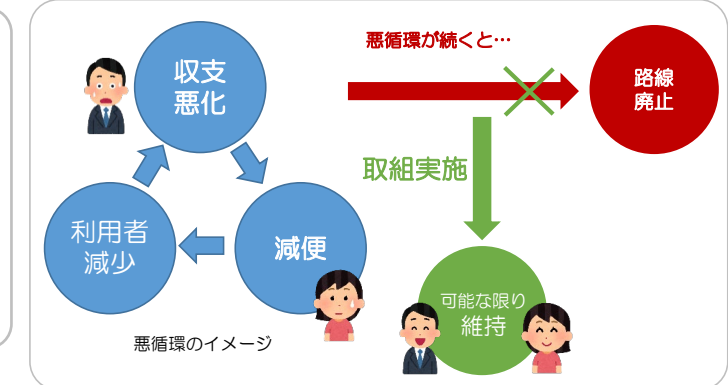 収支
悪化
利用者
減少
減便
悪循環のイメージ
悪循環が続くと…
路線
廃止
取組実施
可能な限り
維持